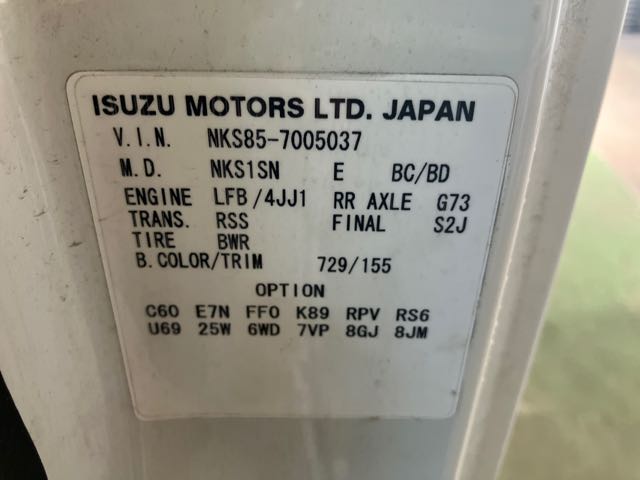 ISUZU MOTORS LTD. JAPAN
V.I.N. NKS85-7005037
M.D. NKS1SN E BC/BD
ENGINE LFB/4JJ1 RR AXLE G73
TRANS. RSS FINAL S2J
TIRE BWR
B.COLOR/TRIM 729/155
OPTION
C60 E7N FFO K89 RPV RS6
U69 25W 6WD 7VP 8GJ 8JM